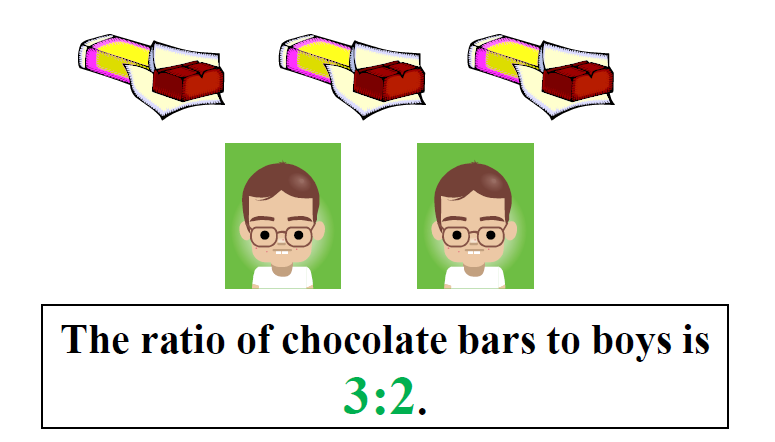 The ratio of chocolate bars to boys is
3:2.